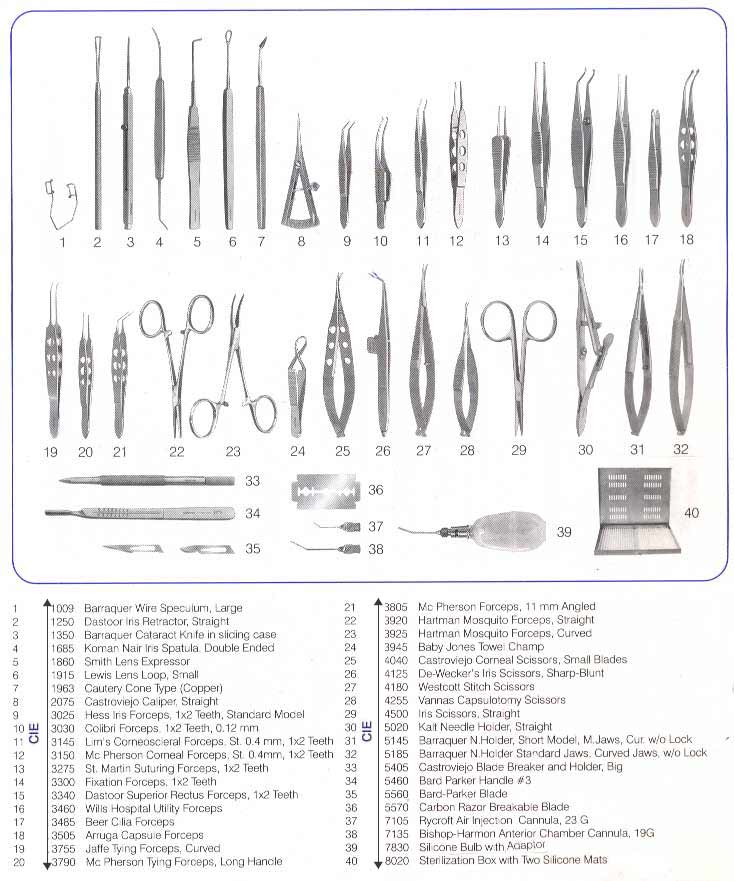 1 2 3 4 5 6 7 8 9 10 11 12 13 14 15 16 17 18
19 20 21 22 23 24 25 26 27 28 29 30 31 32
33
34
35
36
37
38
39
40
1 1009 Barraquer Wire Speculum, Large
2 1250 Dastoor Iris Retractor, Straight
3 1350 Barraquer Cataract Knife in sliding case
4 1685 Koman Nair Iris Spatula, Double Ended
5 1860 Smith Lens Expressor
6 1915 Lewis Lens Loop, Small
7 1963 Cautery Cone Type (Copper)
8 2075 Castroviejo Caliper, Straight
9 3025 Hess Iris Forceps, 1x2 Teeth, Standard Model
10 3030 Colibri Forceps, 1x2 Teeth, 0.12 mm
11 3145 Lim's Corneoscleral Forceps, St. 0.4 mm, 1x2 Teeth
12 3150 Mc Pherson Corneal Forceps, St. 0.4mm, 1x2 Teeth
13 3275 St. Martin Suturing Forceps, 1x2 Teeth
14 3300 Fixation Forceps, 1x2 Teeth
15 3340 Dastoor Superior Rectus Forceps, 1x2 Teeth
16 3460 Wills Hospital Utility Forceps
17 3485 Beer Cilia Forceps
18 3505 Arruga Capsule Forceps
19 3755 Jaffe Tying Forceps, Curved
20 3790 Mc Pherson Tying Forceps, Long Handle
CIE
21 3805 Mc Pherson Forceps, 11 mm Angled
22 3920 Hartman Mosquito Forceps, Straight
23 3925 Hartman Mosquito Forceps, Curved
24 3945 Baby Jones Towel Champ
25 4040 Castroviejo Corneal Scissors, Small Blades
26 4125 De-Wecker's Iris Scissors, Sharp-Blunt
27 4180 Westcott Stitch Scissors
28 4255 Vannas Capsulotomy Scissors
29 4500 Iris Scissors, Straight
30 5020 Kalt Needle Holder, Straight
31 5145 Barraquer N.Holder, Short Model, M.Jaws, Cur. w/o Lock
32 5185 Barraquer N.Holder Standard Jaws, Curved Jaws, w/o Lock
33 5405 Castroviejo Blade Breaker and Holder, Big
34 5460 Bard Parker Handle #3
35 5560 Bard-Parker Blade
36 5570 Carbon Razor Breakable Blade
37 7105 Rycroft Air Injection Cannula, 23 G
38 7135 Bishop-Harmon Anterior Chamber Cannula, 19G
39 7830 Silicone Bulb with Adaptor
40 8020 Sterilization Box with Two Silicone Mats
CIE